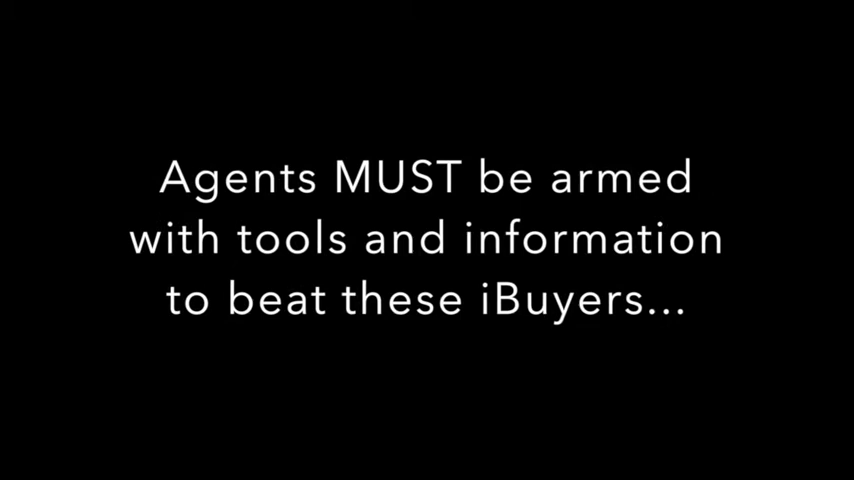 Agents MUST be armed
with tools and information
to beat these iBuyers...